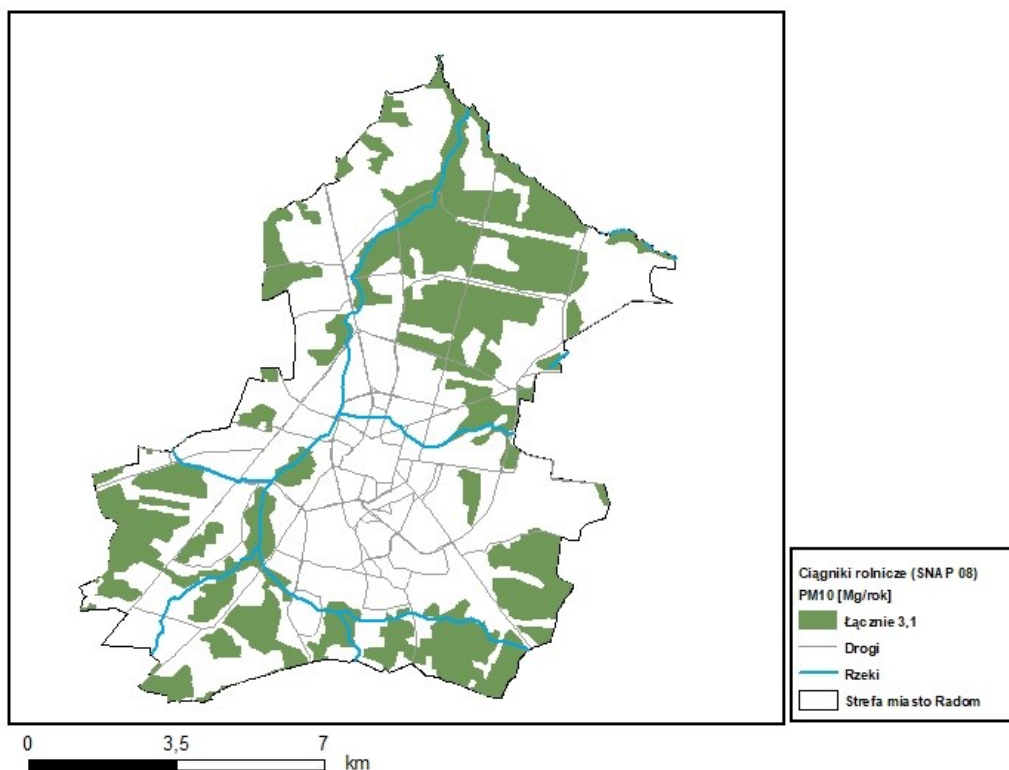 Ciągniki rolnicze (SNAP 08)
PM10 [Mg/rok]
Łącznie 3,1
Drogi
Rzeki
Strefa miasto Radom
0 3,5 7
km